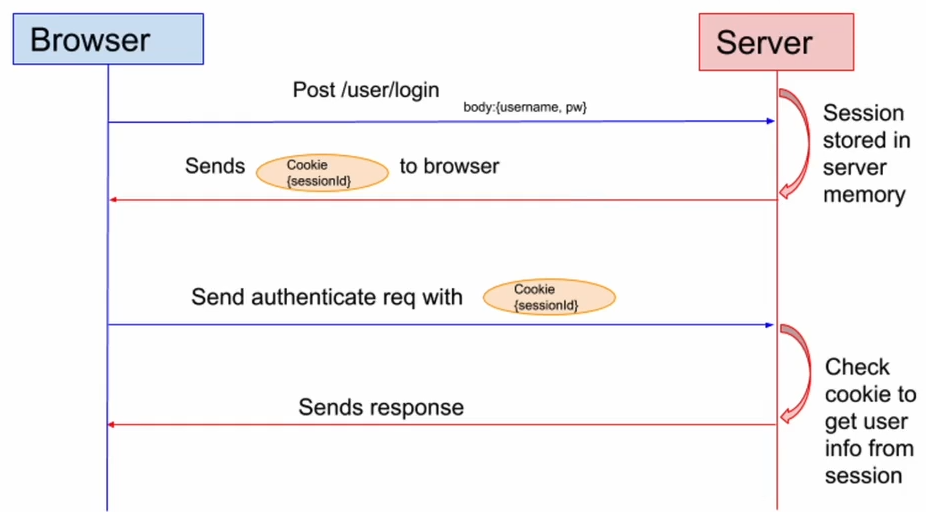 Browser
Server
Post /user/login
body:{username, pw}
Session
stored in
server
memory
Sends
Cookie
{sessionId}
to browser
Send authenticate req with
Cookie
{sessionId}
Check
cookie to
get user
info from
session
Sends response